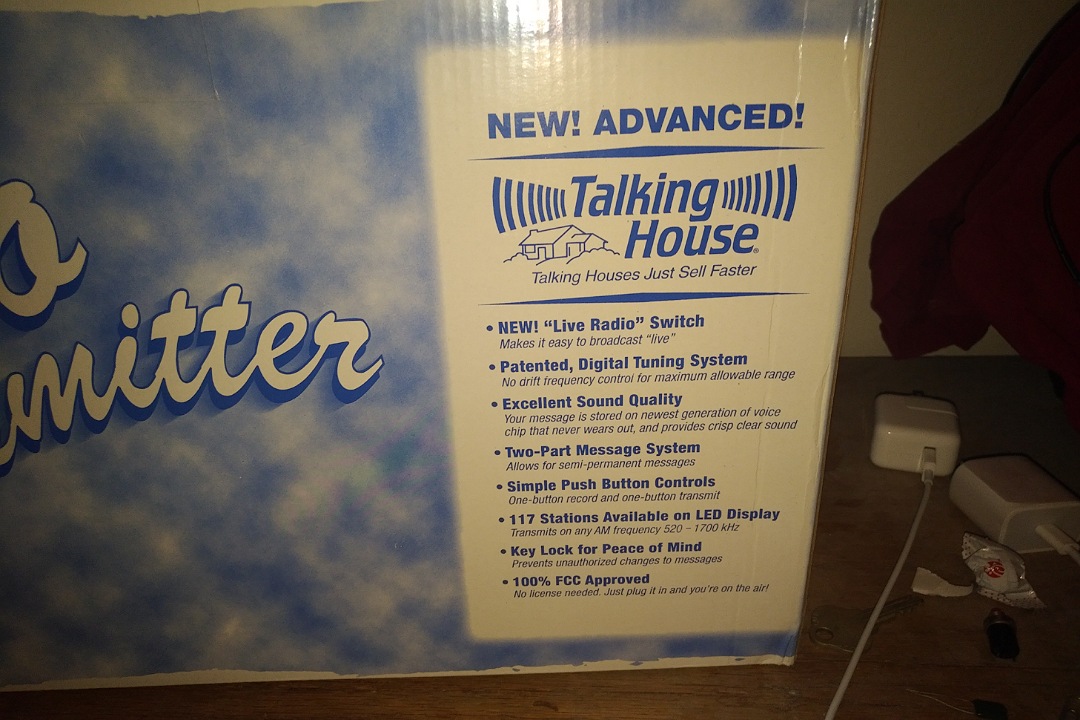 a
mitter
NEW! ADVANCED!
Talking
House®
Talking Houses Just Sell Faster
• NEW! “Live Radio” Switch
Makes it easy to broadcast “live”
• Patented, Digital Tuning System
No drift frequency control for maximum allowable range
• Excellent Sound Quality
Your message is stored on newest generation of voice
chip that never wears out, and provides crisp clear sound
• Two-Part Message System
Allows for semi-permanent messages
• Simple Push Button Controls
One-button record and one-button transmit
• 117 Stations Available on LED Display
Transmits on any AM frequency 520 – 1700 kHz
• Key Lock for Peace of Mind
Prevents unauthorized changes to messages
• 100% FCC Approved
No license needed. Just plug it in and you're on the air!